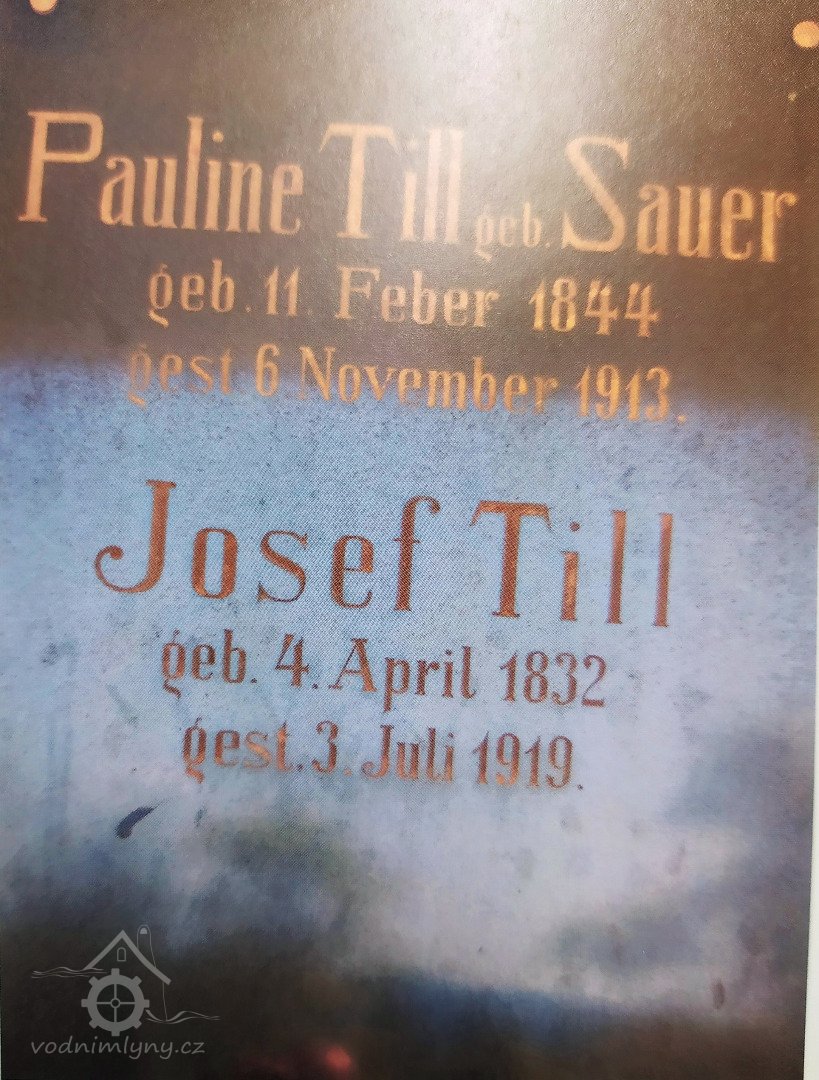 Pauline Till geb. Sauer
geb. 11. Feber 1844
gest 6 November 1913.
Josef Till
geb. 4. April 1832
gest. 3. Juli 1919.
vodnimlyny.cz